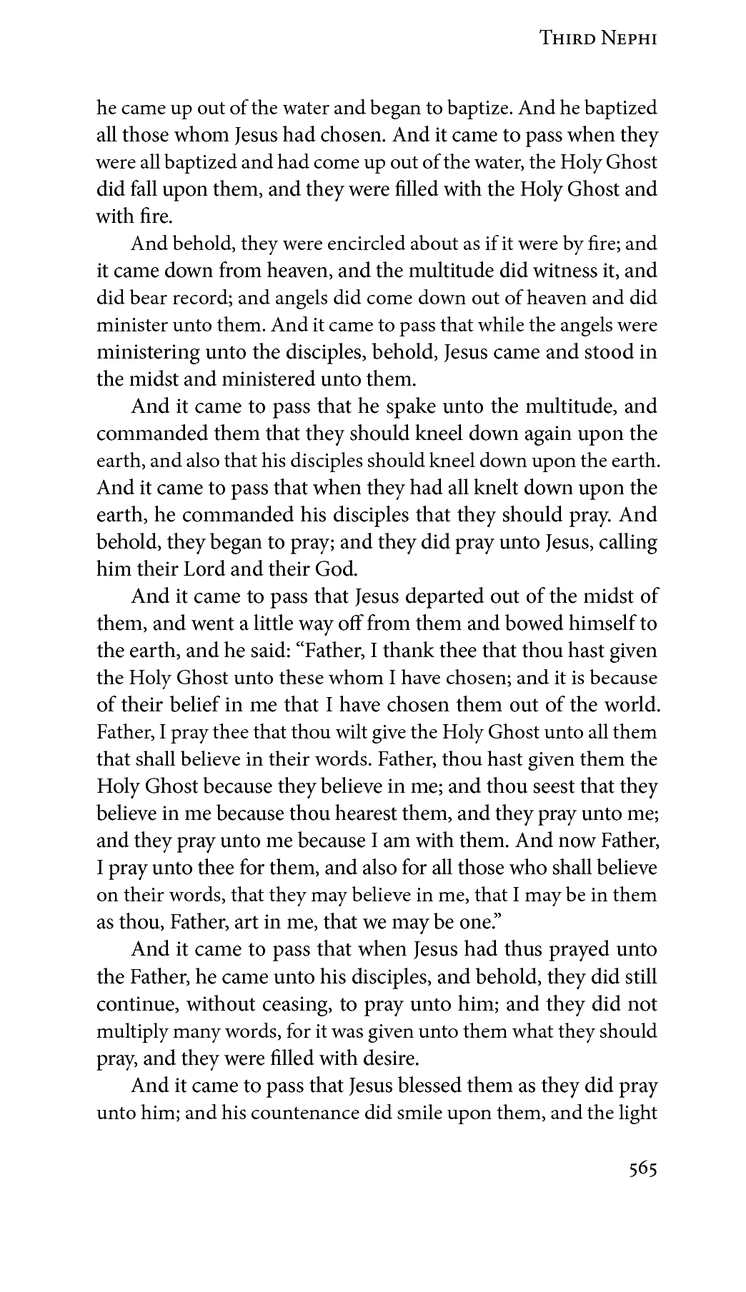 Third Nephi
he came up out of the water and began to baptize. And he baptized
all those whom Jesus had chosen. And it came to pass when they
were all baptized and had come up out of the water, the Holy Ghost
did fall upon them, and they were filled with the Holy Ghost and
with fire.
And behold, they were encircled about as if it were by fire; and
it came down from heaven, and the multitude did witness it, and
did bear record; and angels did come down out of heaven and did
minister unto them. And it came to pass that while the angels were
ministering unto the disciples, behold, Jesus came and stood in
the midst and ministered unto them.
And it came to pass that he spake unto the multitude, and
commanded them that they should kneel down again upon the
earth, and also that his disciples should kneel down upon the earth.
And it came to pass that when they had all knelt down upon the
earth, he commanded his disciples that they should pray. And
behold, they began to pray; and they did pray unto Jesus, calling
him their Lord and their God.
And it came to pass that Jesus departed out of the midst of
them, and went a little way off from them and bowed himself to
the earth, and he said: “Father, I thank thee that thou hast given
the Holy Ghost unto these whom I have chosen; and it is because
of their belief in me that I have chosen them out of the world.
Father, I pray thee that thou wilt give the Holy Ghost unto all them
that shall believe in their words. Father, thou hast given them the
Holy Ghost because they believe in me; and thou seest that they
believe in me because thou hearest them, and they pray unto me;
and they pray unto me because I am with them. And now Father,
I pray unto thee for them, and also for all those who shall believe
on their words, that they may believe in me, that I may be in them
as thou, Father, art in me, that we may be one.”
And it came to pass that when Jesus had thus prayed unto
the Father, he came unto his disciples, and behold, they did still
continue, without ceasing, to pray unto him; and they did not
multiply many words, for it was given unto them what they should
pray, and they were filled with desire.
And it came to pass that Jesus blessed them as they did pray
unto him; and his countenance did smile upon them, and the light
565